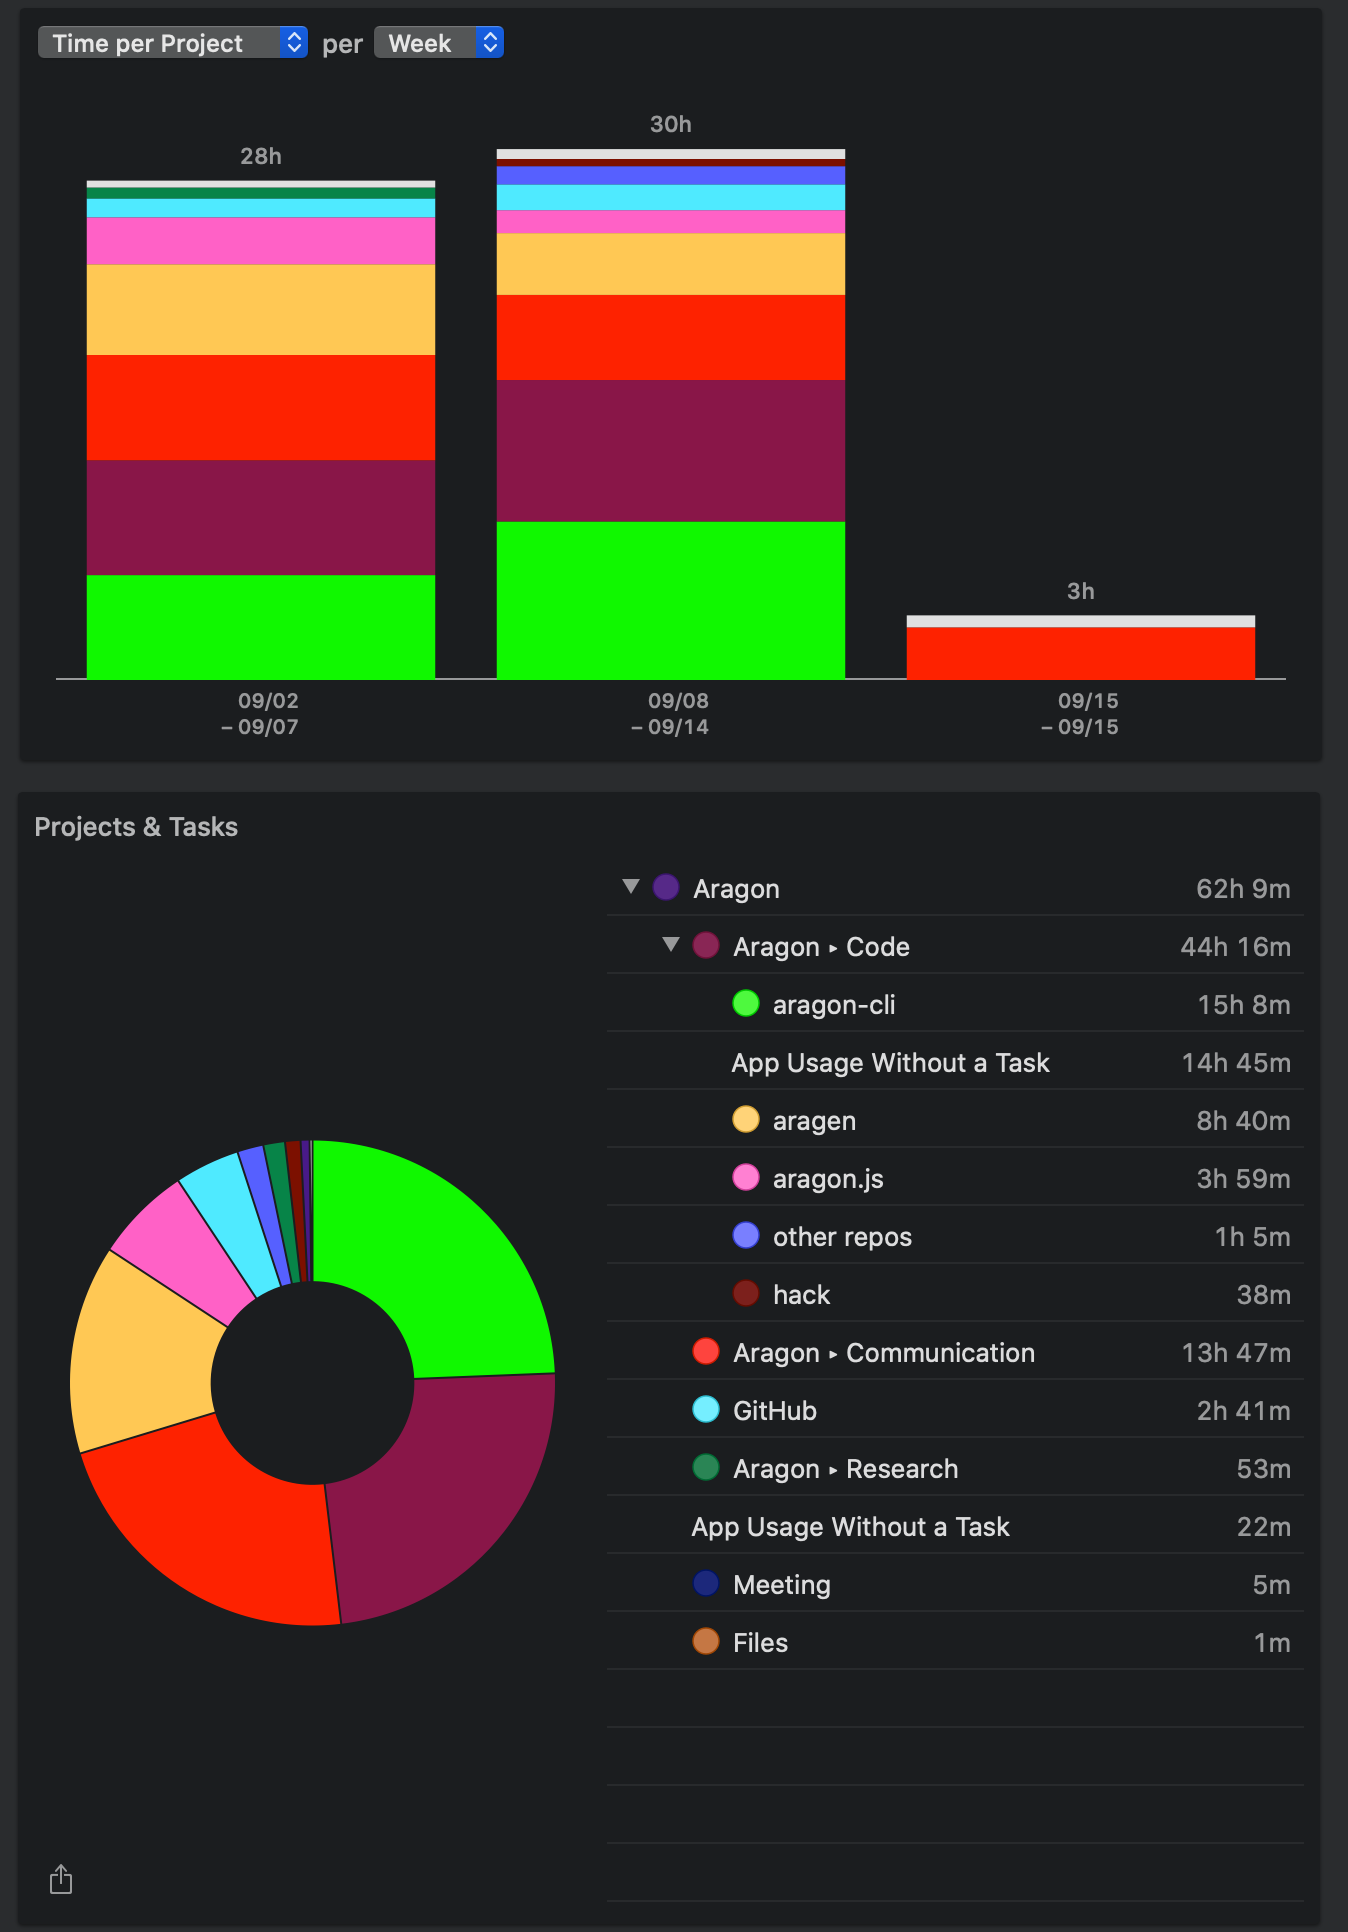 Time per Project per Week
28h
30h
3h
09/02
– 09/07
09/08
– 09/14
09/15
– 09/15
Projects & Tasks
Aragon 62h 9m
Aragon ▸ Code 44h 16m
aragon-cli 15h 8m
App Usage Without a Task 14h 45m
aragen 8h 40m
aragon.js 3h 59m
other repos 1h 5m
hack 38m
Aragon ▸ Communication 13h 47m
GitHub 2h 41m
Aragon ▸ Research 53m
App Usage Without a Task 22m
Meeting 5m
Files 1m